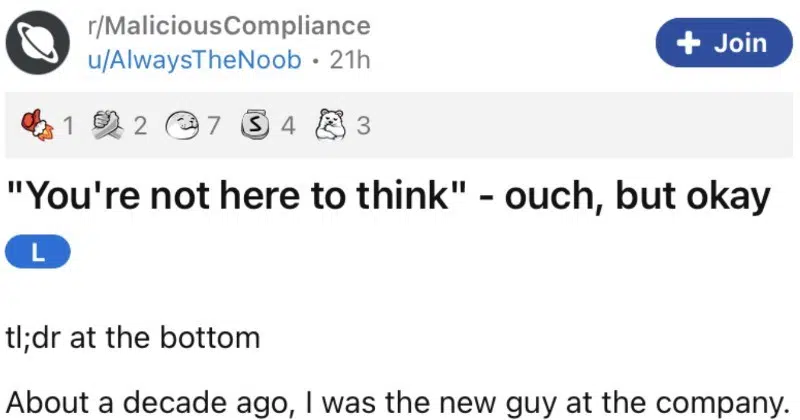 r/MaliciousCompliance
u/AlwaysTheNoob • 21h
+ Join
1 2 7 S 4 3
"You're not here to think" - ouch, but okay
L
tl;dr at the bottom
About a decade ago, I was the new guy at the company.